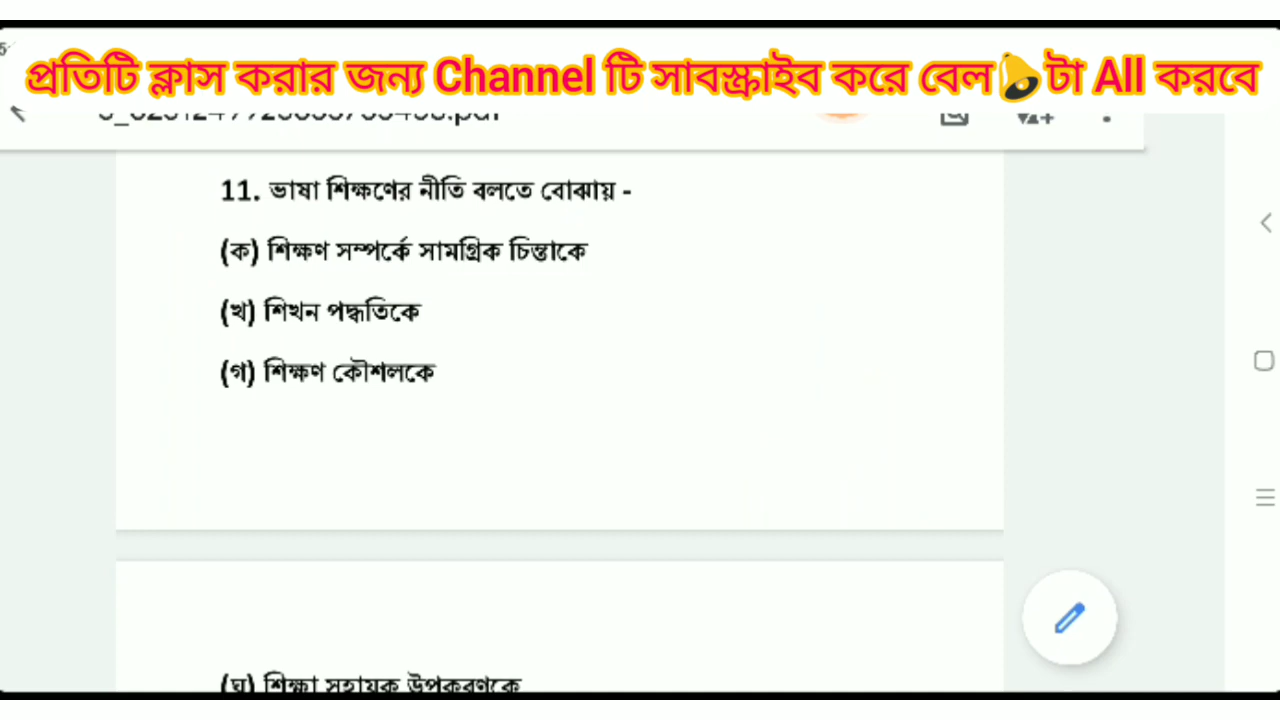 প্রতিটি ক্লাস করার জন্য Channel টি সাবস্ক্রাইব করে বেল🔔টা All করবে
11. ভাষা শিক্ষণের নীতি বলতে বোঝায় -
(ক) শিক্ষণ সম্পর্কে সামগ্রিক চিন্তাকে
(খ) শিখন পদ্ধতিকে
(গ) শিক্ষণ কৌশলকে
(ঘ) শিক্ষা সহায়ক উপকরণকে